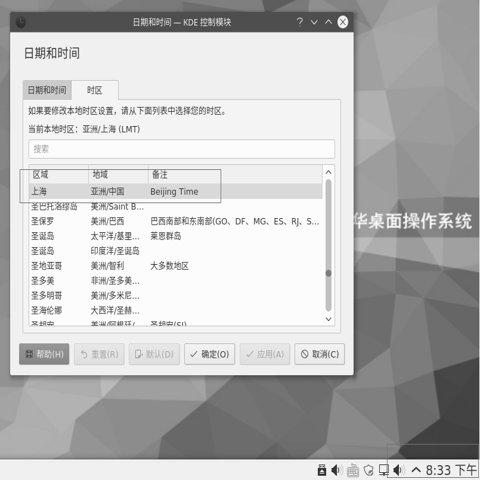 日期和时间 — KDE 控制模块
日期和时间
日期和时间 时区
如果要修改本地时区设置，请从下面列表中选择您的时区。
当前本地时区：亚洲/上海 (LMT)
搜索
区域 地域 备注
上海 亚洲/中国 Beijing Time
圣巴托洛缪岛 美洲/Saint B...
圣保罗 美洲/巴西 巴西南部和东南部(GO、DF、MG、ES、RJ、S...
圣诞岛 太平洋/基里... 莱恩群岛
圣诞岛 印度洋/圣诞岛
圣地亚哥 美洲/智利 大多数地区
圣多美 非洲/圣多美...
圣多明哥 美洲/多米尼...
圣海伦娜 大西洋/圣赫...
圣胡安 美洲/阿根廷/ 圣胡安(SJ)
华桌面操作系统
帮助(H) 重置(R) 默认(D) 确定(O) 应用(A) 取消(C)
8:33 下午